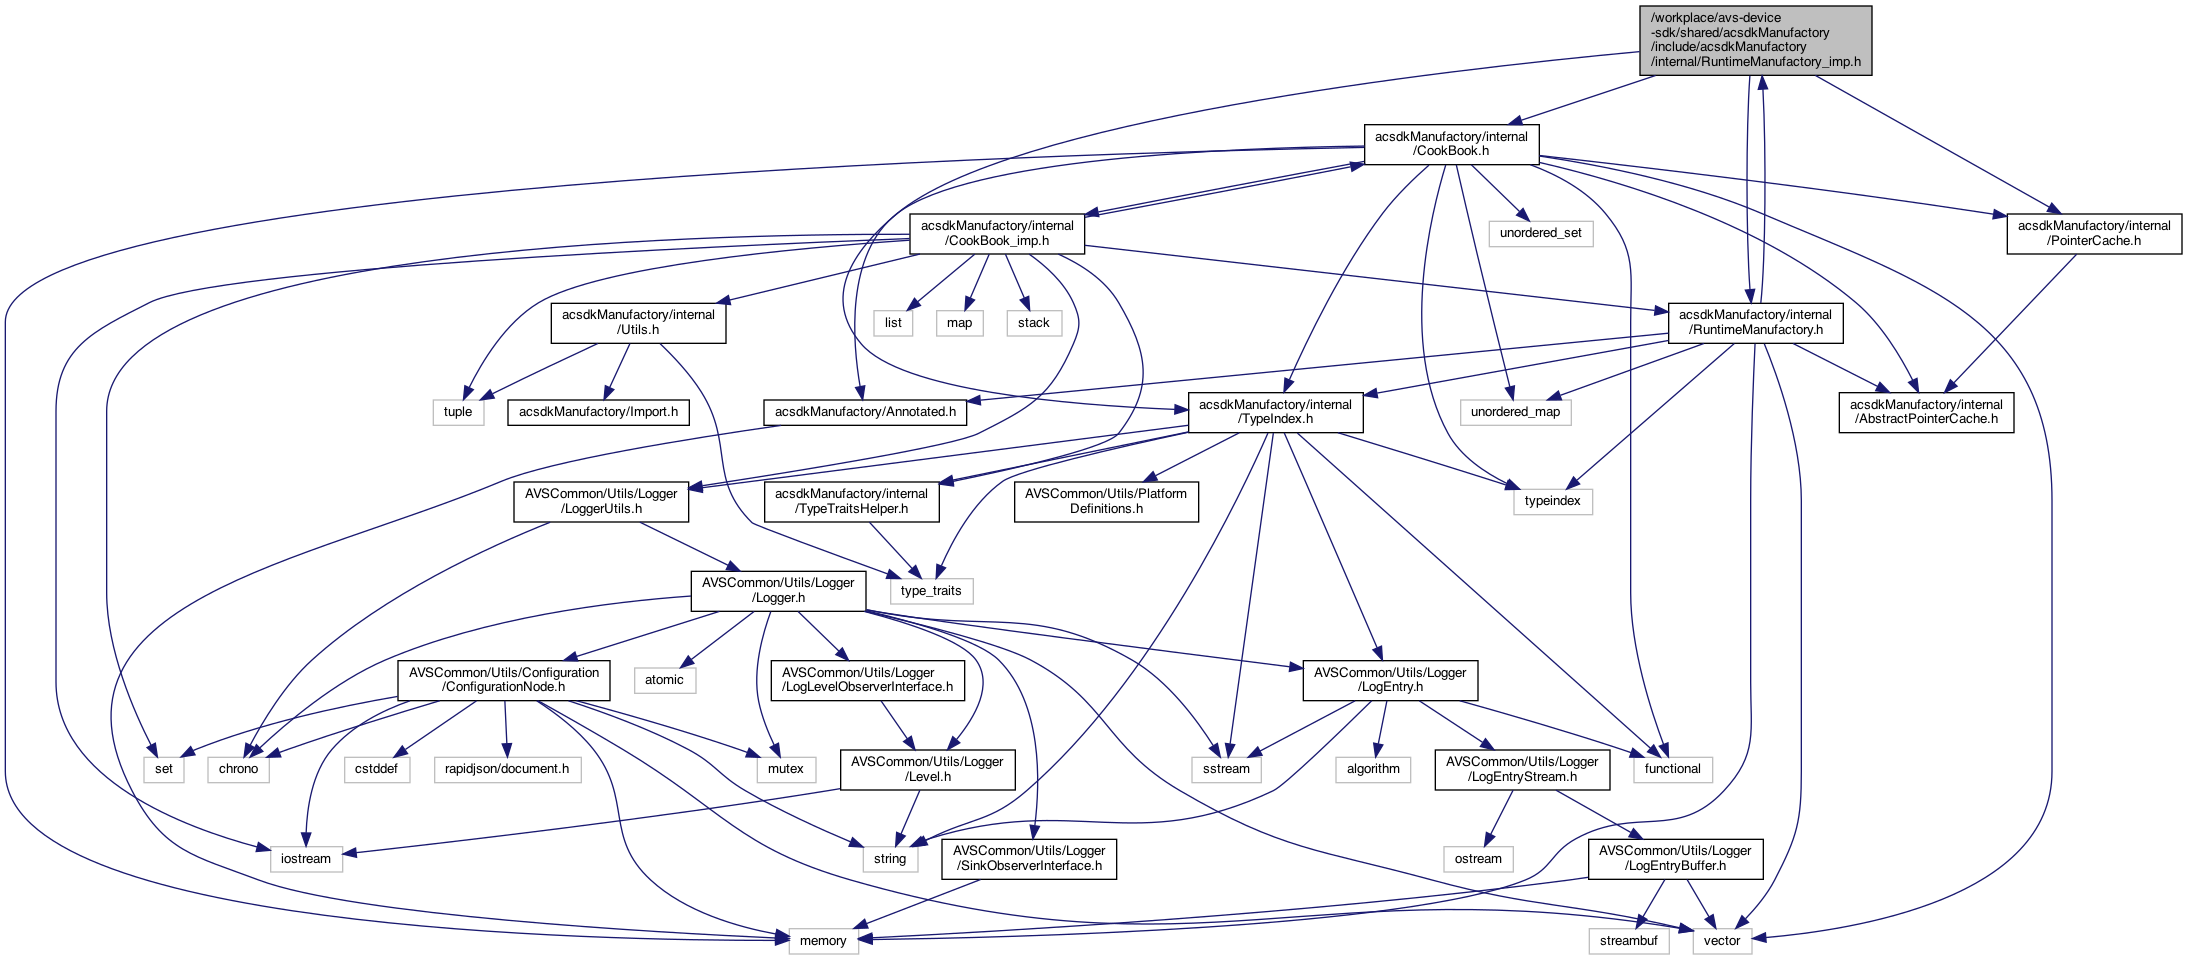 /workplace/avs-device
-sdk/shared/acsdkManufactory
/include/acsdkManufactory
/internal/RuntimeManufactory_imp.h
acsdkManufactory/internal
/CookBook.h
acsdkManufactory/internal
/CookBook_imp.h
unordered_set
acsdkManufactory/internal
/PointerCache.h
acsdkManufactory/internal
/Utils.h
list
map
stack
acsdkManufactory/internal
/RuntimeManufactory.h
tuple
acsdkManufactory/Import.h
acsdkManufactory/Annotated.h
acsdkManufactory/internal
/TypeIndex.h
unordered_map
acsdkManufactory/internal
/AbstractPointerCache.h
AVSCommon/Utils/Logger
/LoggerUtils.h
acsdkManufactory/internal
/TypeTraitsHelper.h
AVSCommon/Utils/Platform
Definitions.h
typeindex
AVSCommon/Utils/Logger
/Logger.h
type_traits
AVSCommon/Utils/Configuration
/ConfigurationNode.h
atomic
AVSCommon/Utils/Logger
/LogLevelObserverInterface.h
AVSCommon/Utils/Logger
/LogEntry.h
set
chrono
cstddef
rapidjson/document.h
mutex
AVSCommon/Utils/Logger
/Level.h
sstream
algorithm
AVSCommon/Utils/Logger
/LogEntryStream.h
functional
iostream
string
AVSCommon/Utils/Logger
/SinkObserverInterface.h
ostream
AVSCommon/Utils/Logger
/LogEntryBuffer.h
memory
streambuf
vector